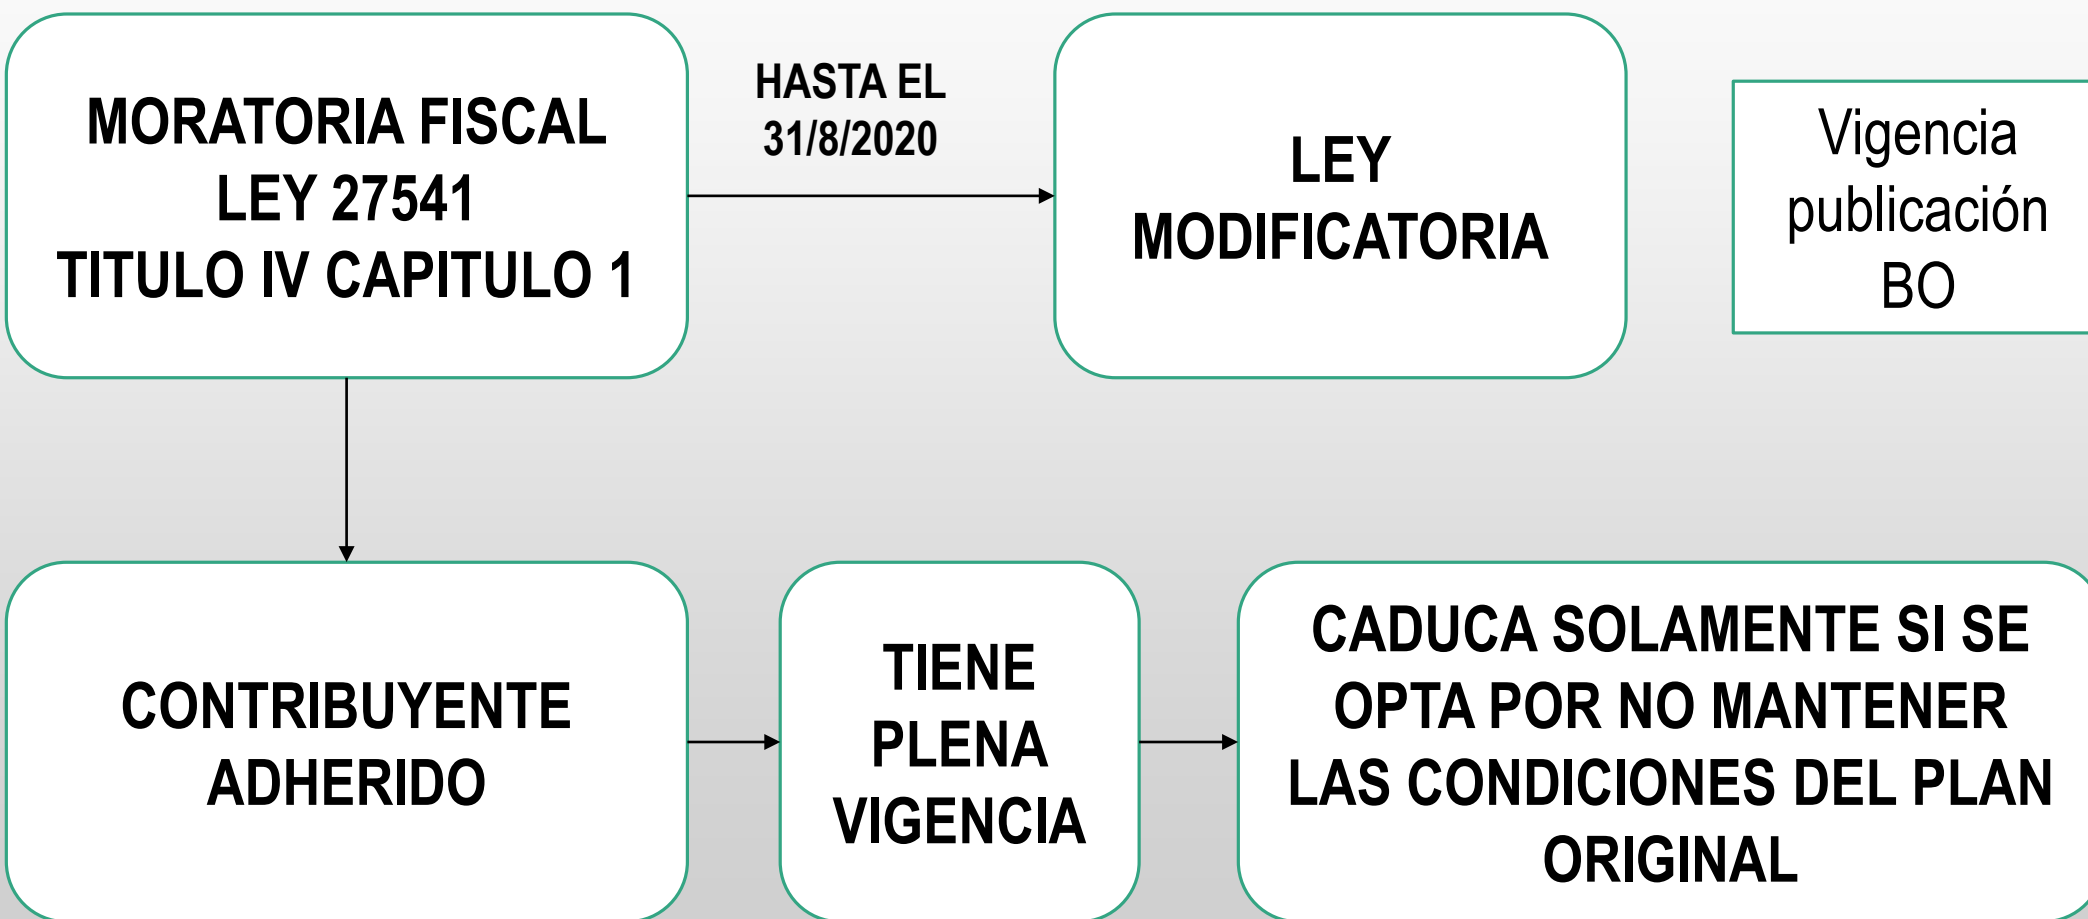 MORATORIA FISCAL
LEY 27541
TITULO IV CAPITULO 1
HASTA EL
31/8/2020
LEY
MODIFICATORIA
Vigencia
publicación
BO
CONTRIBUYENTE
ADHERIDO
TIENE
PLENA
VIGENCIA
CADUCA SOLAMENTE SI SE
OPTA POR NO MANTENER
LAS CONDICIONES DEL PLAN
ORIGINAL